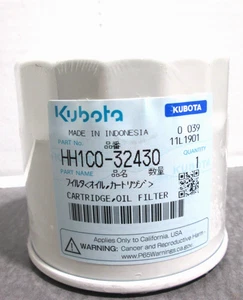 Kubota
KUBOTA
MADE IN INDONESIA
0 039
11L1901
PART No. 品番
HH1C0-32430
1
PART NAME 品名 数量
フィルタ<オイル,カートリッジ>
CARTRIDGE,OIL FILTER
Applies to California, USA Only
WARNING: Cancer and Reproductive Harm
www.P65Warnings.ca.gov